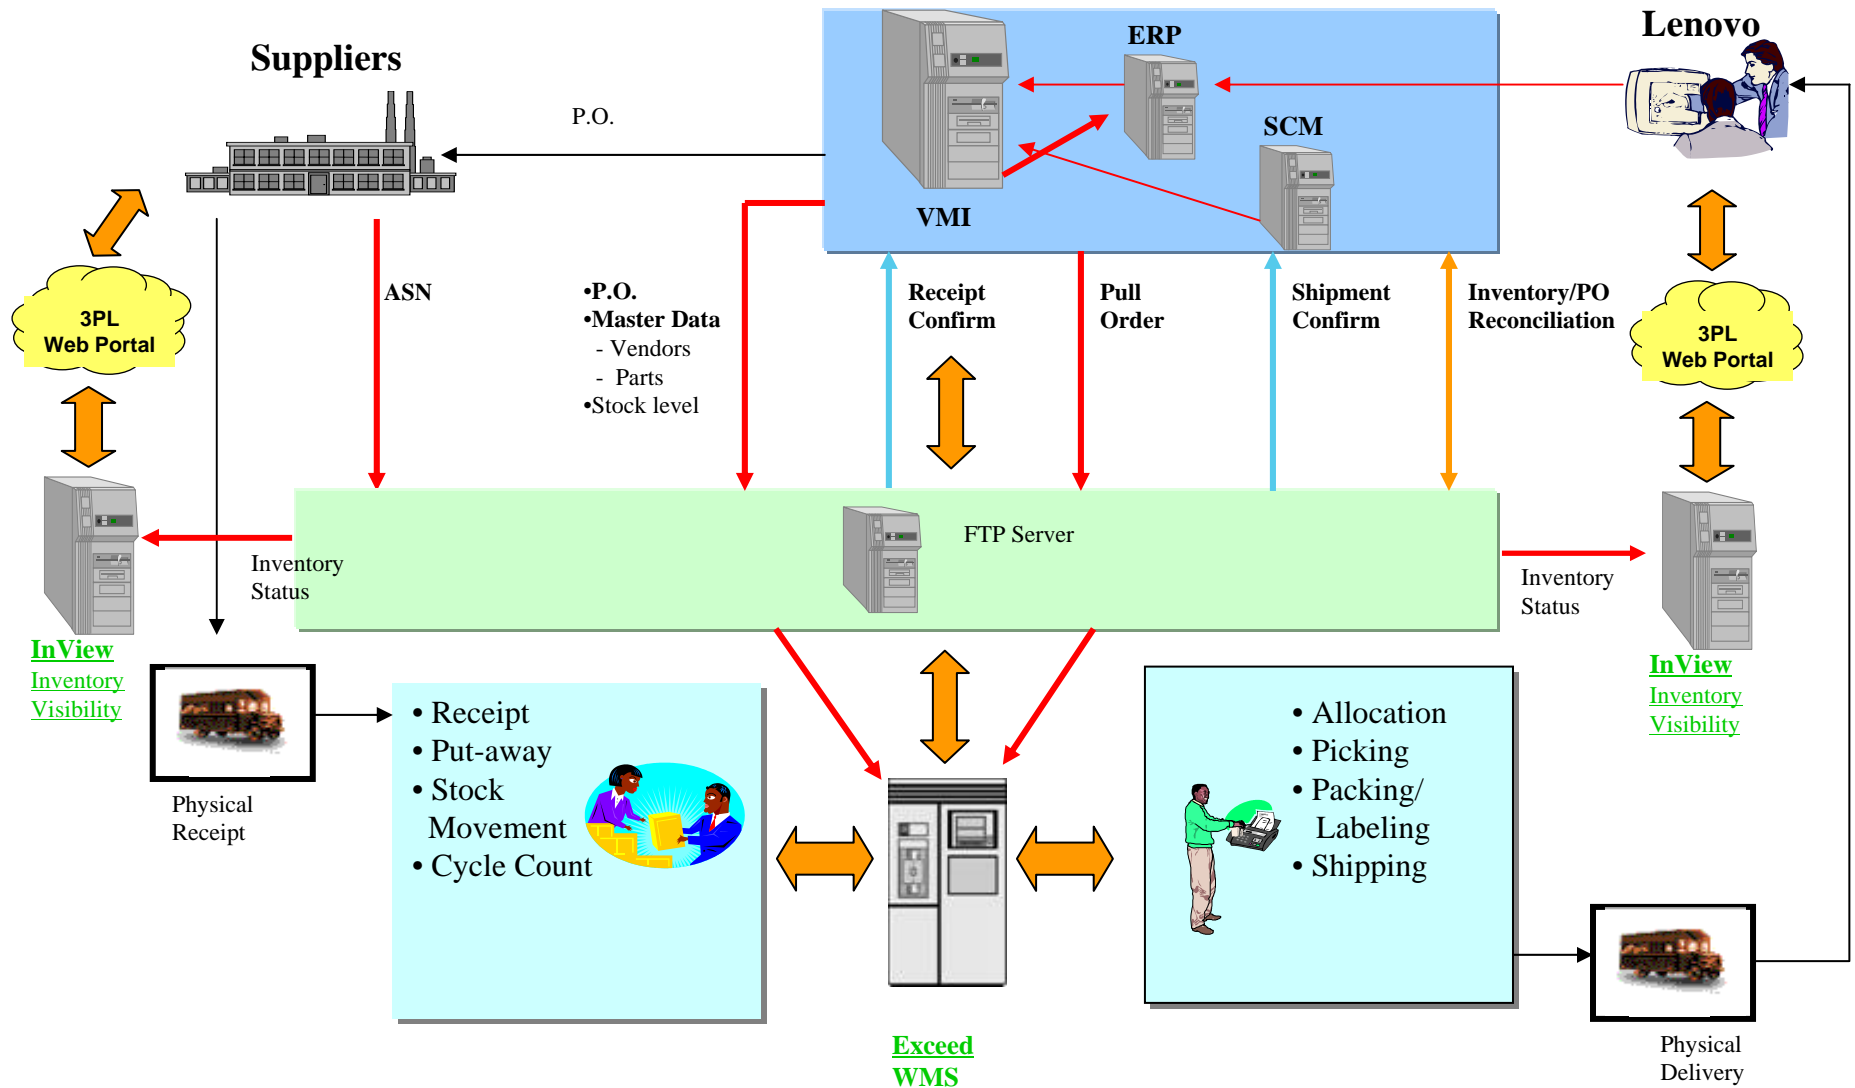 Lenovo
Suppliers
ERP
P.O.
SCM
VMI
ASN
•P.O.
•Master Data
- Vendors
- Parts
•Stock level
Receipt
Confirm
Pull
Order
Shipment
Confirm
Inventory/PO
Reconciliation
3PL
Web Portal
3PL
Web Portal
FTP Server
Inventory
Status
Inventory
Status
InView
Inventory
Visibility
InView
Inventory
Visibility
Physical
Receipt
• Receipt
• Put-away
• Stock
Movement
• Cycle Count
• Allocation
• Picking
• Packing/
Labeling
• Shipping
Exceed
WMS
Physical
Delivery